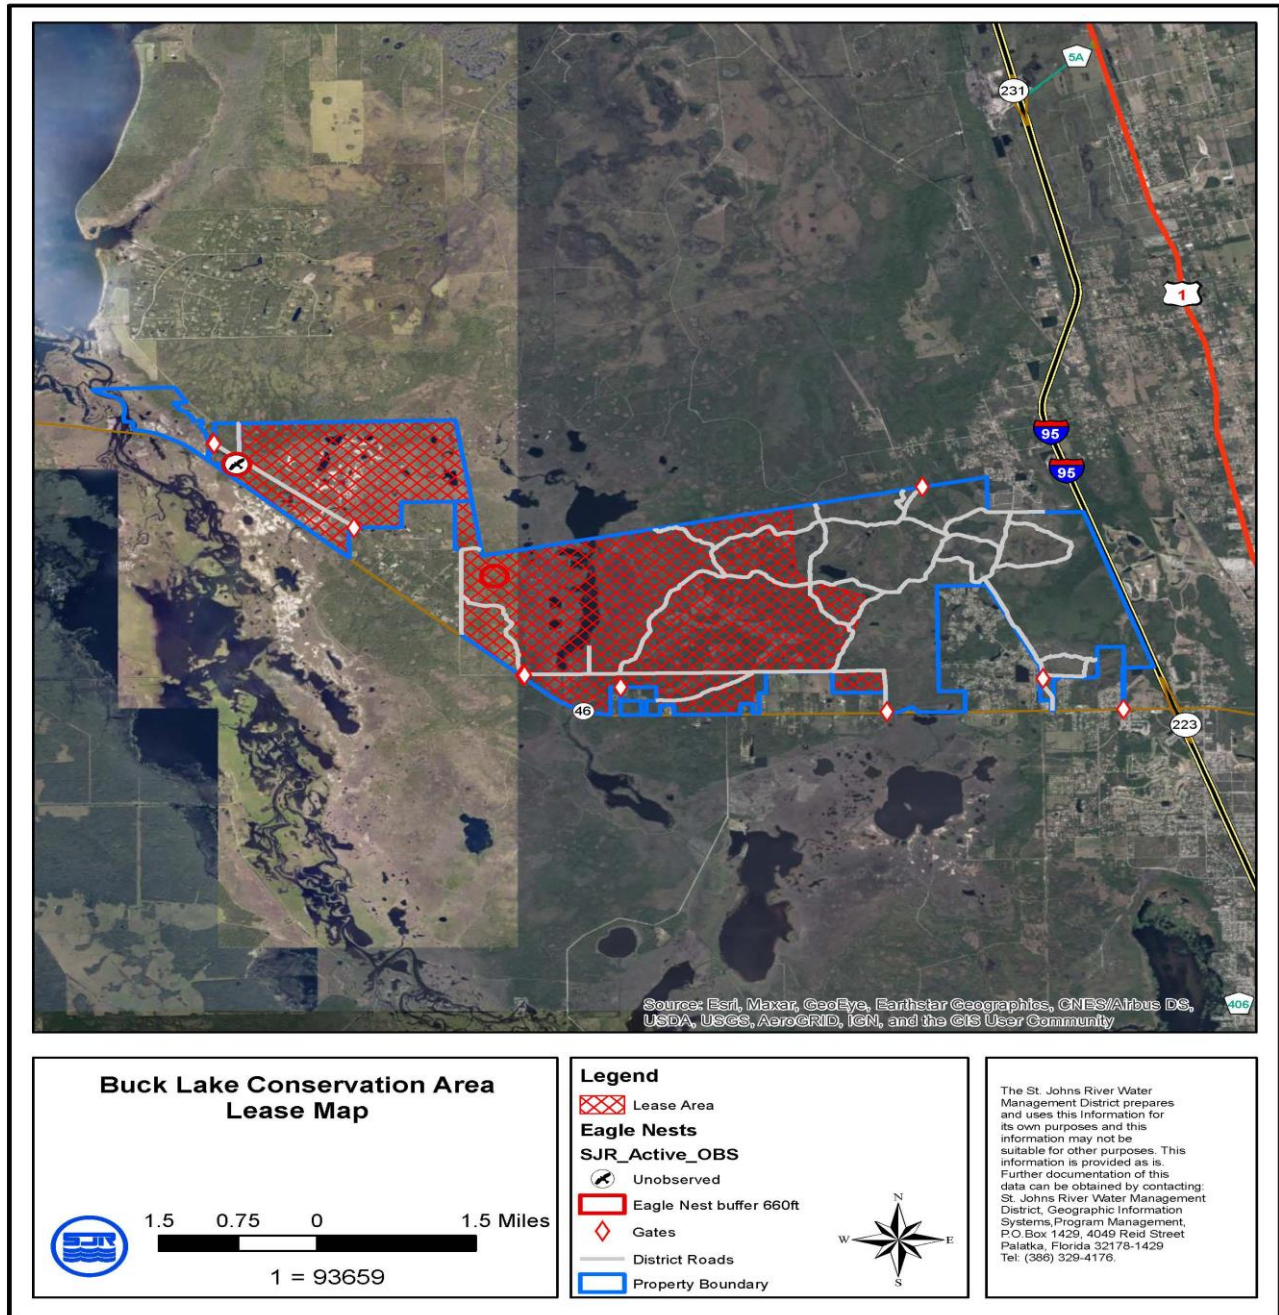 5A
231
1
95
95
46
223
406
Source: Esri, Maxar, GeoEye, Earthstar Geographics, CNES/Airbus DS,
USDA, USGS, AeroGRID, IGN, and the GIS User Community
Buck Lake Conservation Area
Lease Map
1.5 0.75 0 1.5 Miles
SJR
1 = 93659
Legend
Lease Area
Eagle Nests
SJR_Active_OBS
Unobserved
Eagle Nest buffer 660ft
Gates
District Roads
Property Boundary
N
W E
S
The St. Johns River Water
Management District prepares
and uses this Information for
its own purposes and this
information may not be
suitable for other purposes. This
information is provided as is.
Further documentation of this
data can be obtained by contacting:
St. Johns River Water Management
District, Geographic Information
Systems,Program Management,
P.O.Box 1429, 4049 Reid Street
Palatka, Florida 32178-1429
Tel: (386) 329-4176.